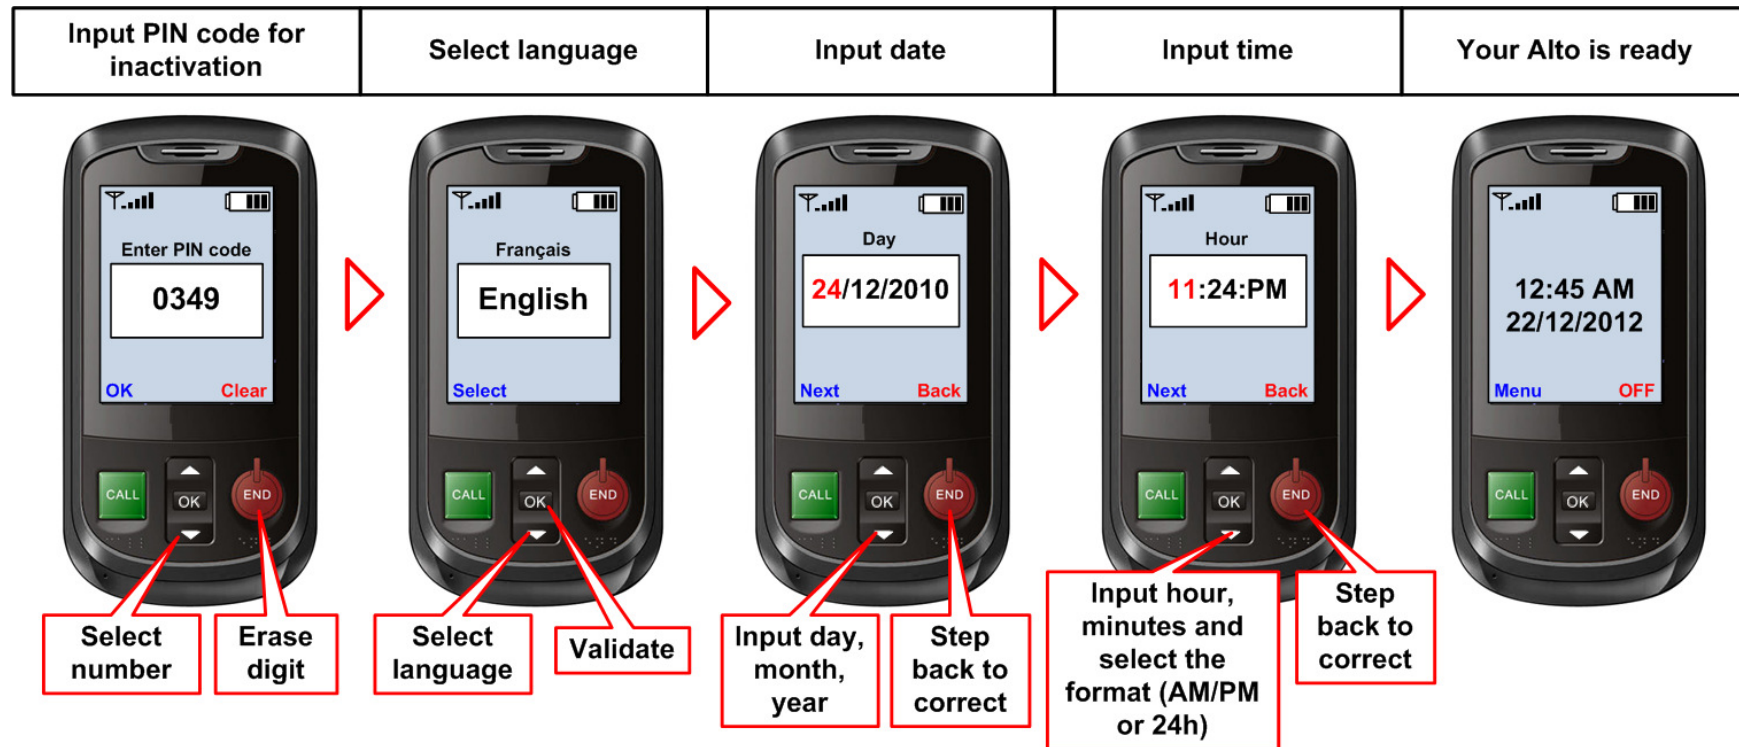 Input PIN code for
inactivation
Select language
Input date
Input time
Your Alto is ready
Enter PIN code
0349
OK
Clear
CALL
OK
END
Select
number
Erase
digit
Français
English
Select
CALL
OK
END
Select
language
Validate
Day
24/12/2010
Next
Back
CALL
OK
END
Input day,
month,
year
Step
back to
correct
Hour
11:24:PM
Next
Back
CALL
OK
END
Input hour,
minutes and
select the
format (AM/PM
or 24h)
Step
back to
correct
12:45 AM
22/12/2012
Menu
OFF
CALL
OK
END